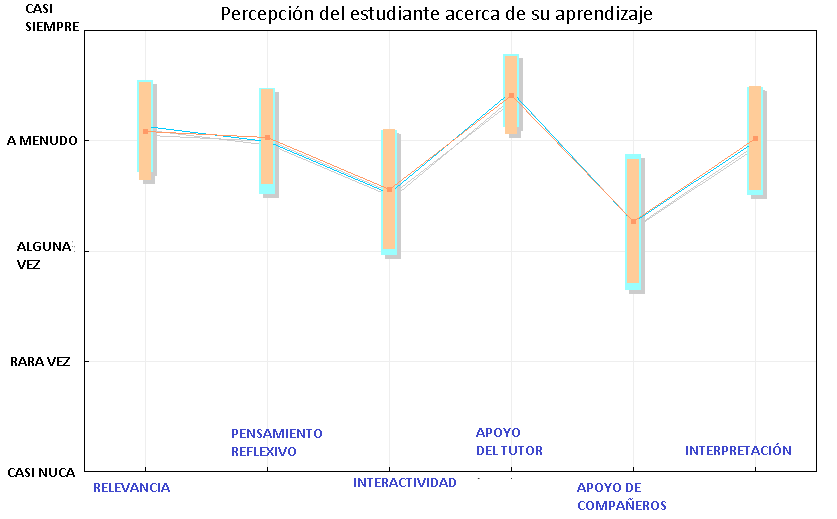 Percepción del estudiante acerca de su aprendizaje
CASI
SIEMPRE
A MENUDO
ALGUNA
VEZ
RARA VEZ
CASI NUCA
RELEVANCIA
PENSAMIENTO
REFLEXIVO
INTERACTIVIDAD
APOYO
DEL TUTOR
APOYO DE
COMPAÑEROS
INTERPRETACIÓN